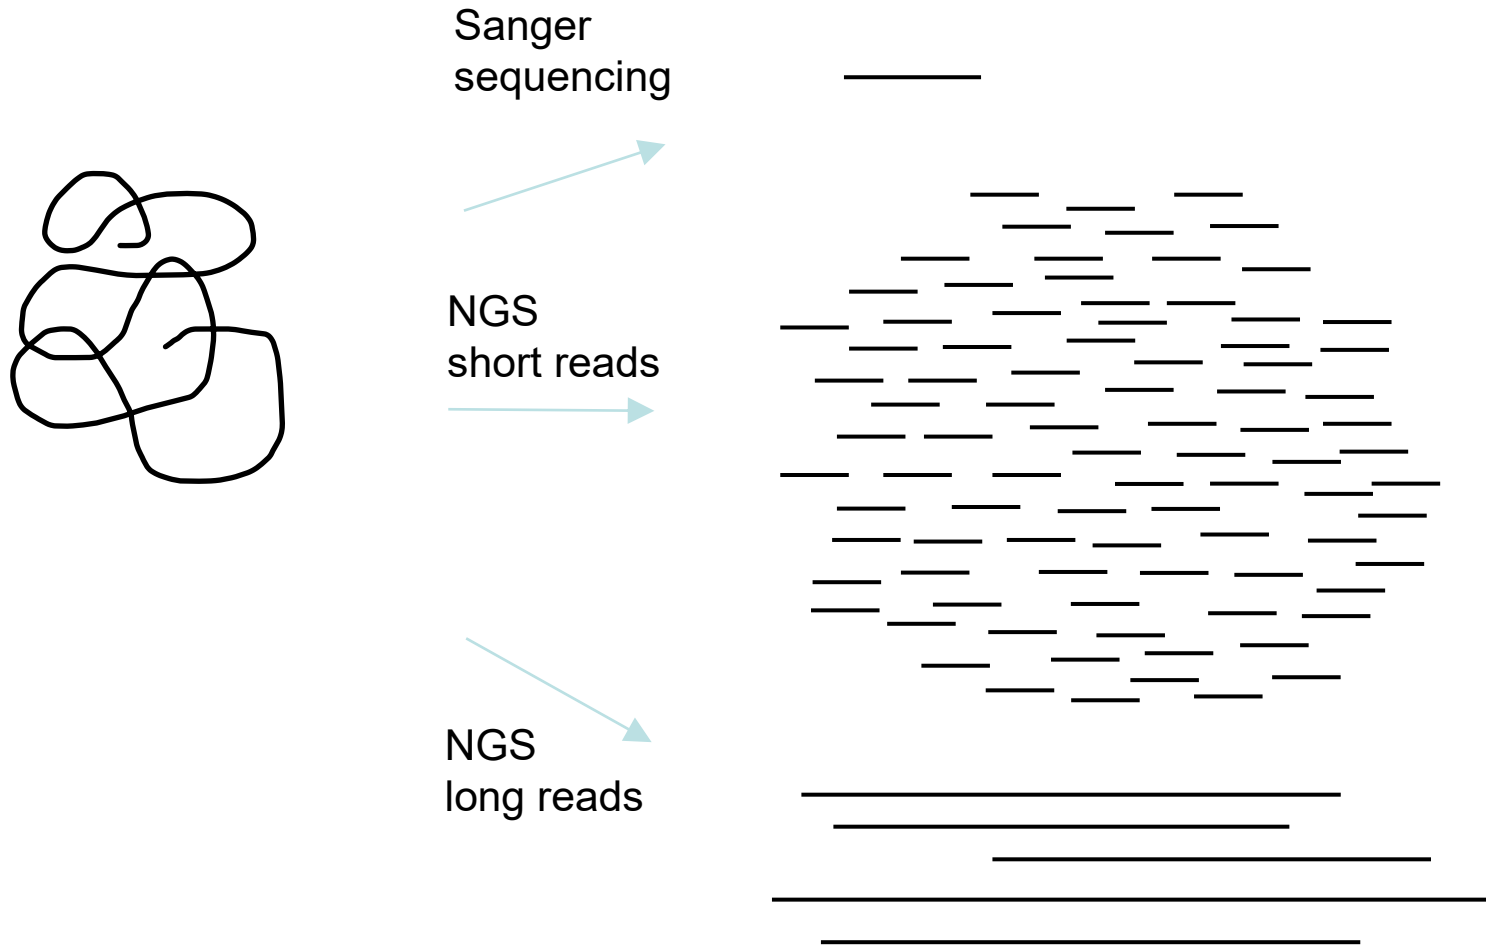 Sanger
sequencing
NGS
short reads
NGS
long reads